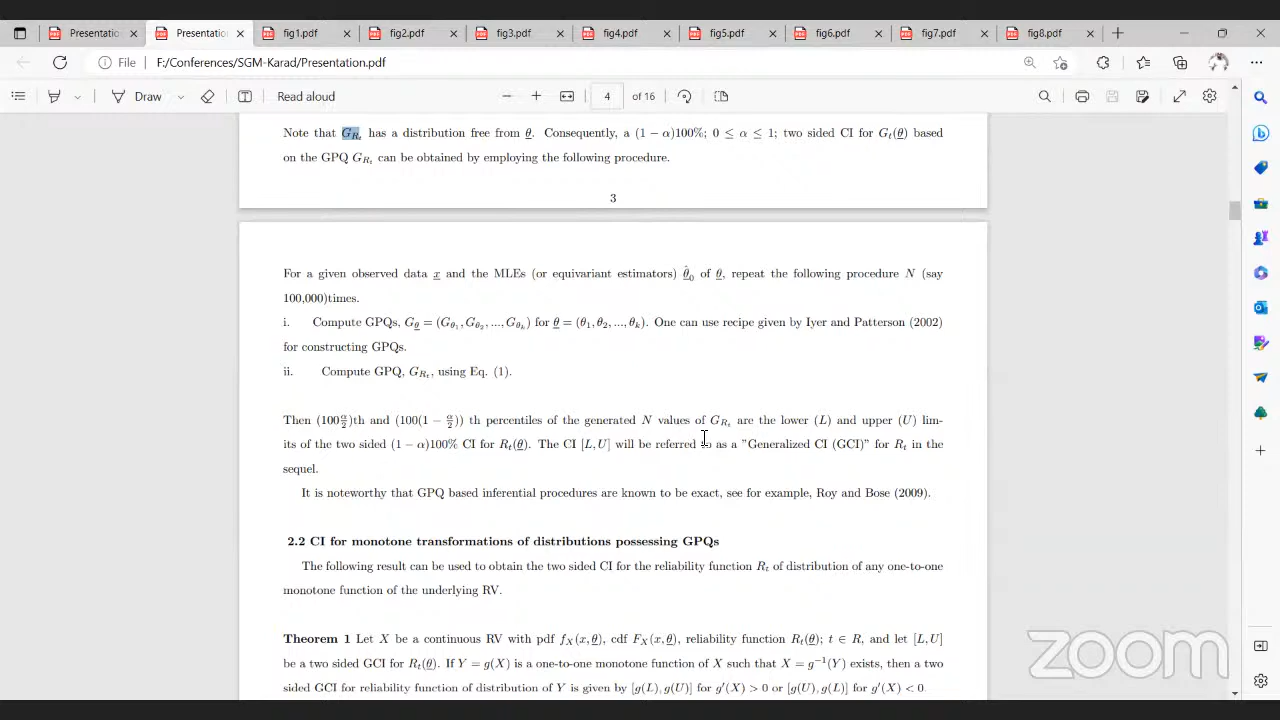 Presentation
Presentation
fig1.pdf
fig2.pdf
fig3.pdf
fig4.pdf
fig5.pdf
fig6.pdf
fig7.pdf
fig8.pdf
File F:/Conferences/SGM-Karad/Presentation.pdf
Draw
Read aloud
4 of 16
Note that G_{R_t} has a distribution free from θ. Consequently, a (1 − α)100%; 0 ≤ α ≤ 1; two sided CI for G_t(θ) based
on the GPQ G_{R_t} can be obtained by employing the following procedure.
3
For a given observed data x and the MLEs (or equivariant estimators) θ̂_0 of θ, repeat the following procedure N (say
100,000)times.
i. Compute GPQs, G_θ = (G_{θ_1}, G_{θ_2}, ..., G_{θ_k}) for θ = (θ_1, θ_2, ..., θ_k). One can use recipe given by Iyer and Patterson (2002)
for constructing GPQs.
ii. Compute GPQ, G_{R_t}, using Eq. (1).
Then (100α/2)th and (100(1 − α/2)) th percentiles of the generated N values of G_{R_t} are the lower (L) and upper (U) lim-
its of the two sided (1 − α)100% CI for R_t(θ). The CI [L, U] will be referred to as a "Generalized CI (GCI)" for R_t in the
sequel.
It is noteworthy that GPQ based inferential procedures are known to be exact, see for example, Roy and Bose (2009).
2.2 CI for monotone transformations of distributions possessing GPQs
The following result can be used to obtain the two sided CI for the reliability function R_t of distribution of any one-to-one
monotone function of the underlying RV.
Theorem 1 Let X be a continuous RV with pdf f_X(x, θ), cdf F_X(x, θ), reliability function R_t(θ); t ∈ R, and let [L, U]
be a two sided GCI for R_t(θ). If Y = g(X) is a one-to-one monotone function of X such that X = g^{−1}(Y) exists, then a two
sided GCI for reliability function of distribution of Y is given by [g(L), g(U)] for g′(X) > 0 or [g(U), g(L)] for g′(X) < 0.
zoom